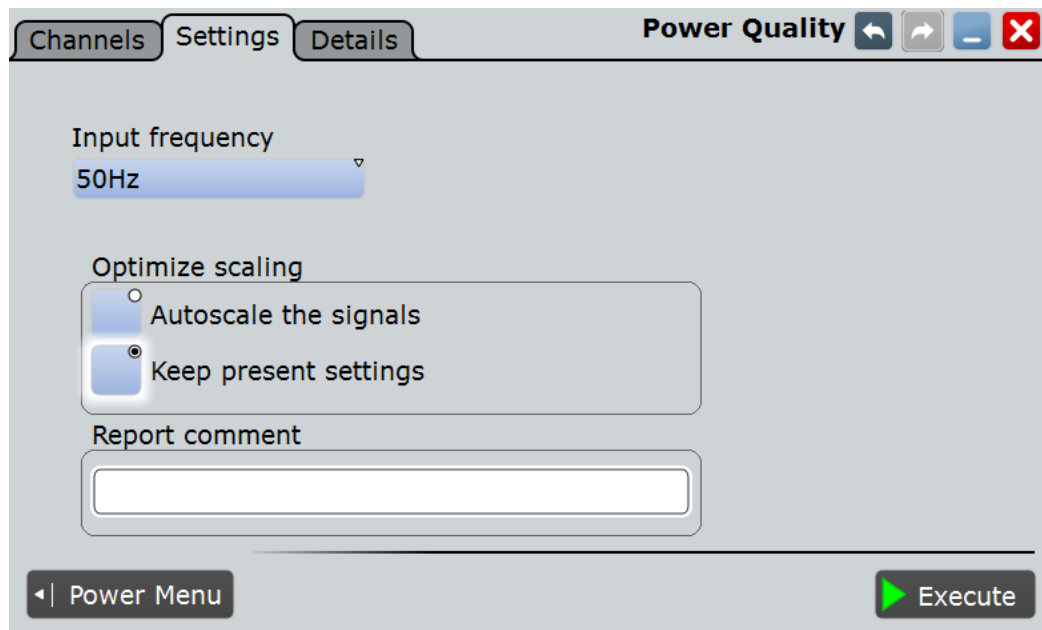 Channels Settings Details Power Quality
Input frequency
50Hz
Optimize scaling
Autoscale the signals
Keep present settings
Report comment
Power Menu Execute